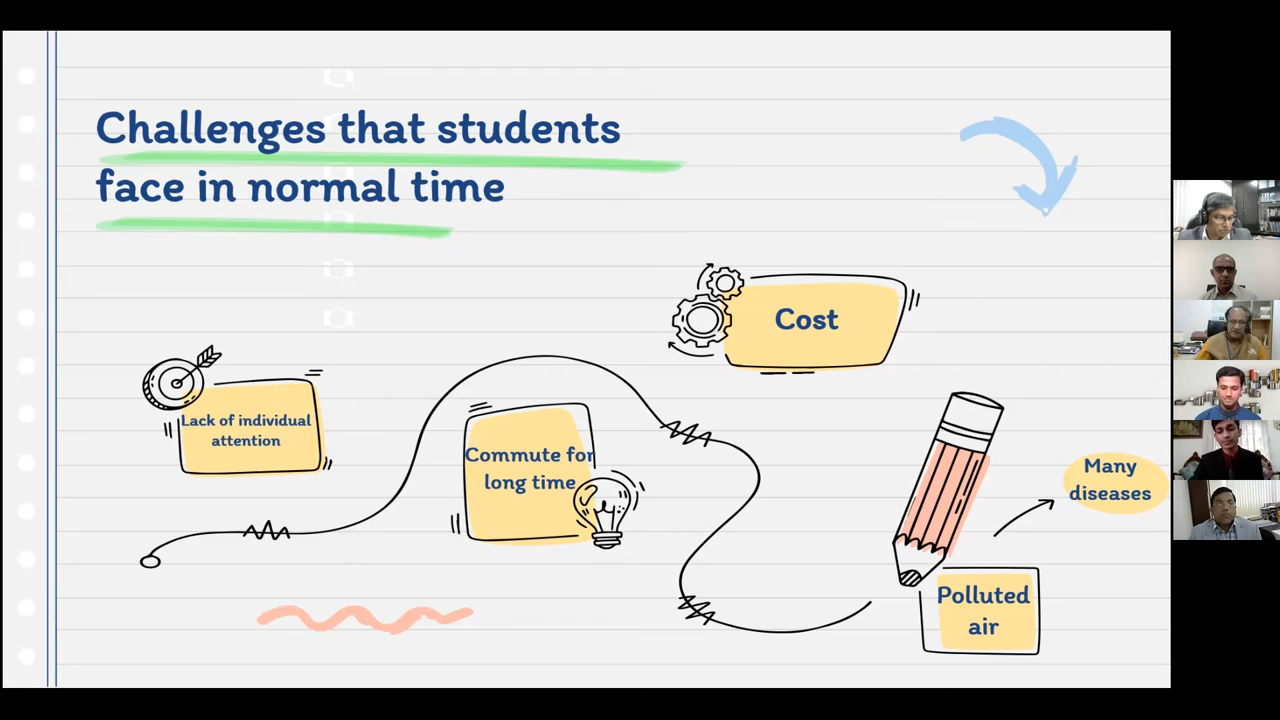 Challenges that students
face in normal time
Cost
Lack of individual
attention
Commute for
long time
Many
diseases
Polluted
air